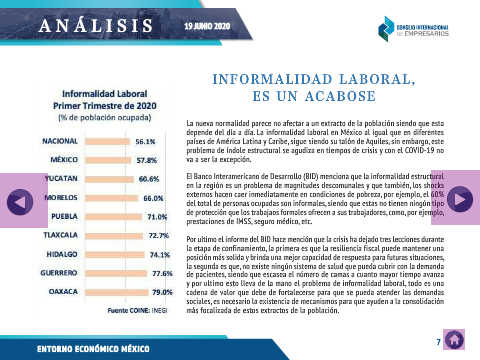 ANÁLISIS
19 JUNIO 2020
CONSEJO INTERNACIONAL
DE EMPRESARIOS
INFORMALIDAD LABORAL,
ES UN ACABOSE
Informalidad Laboral
Primer Trimestre de 2020
(% de población ocupada)
NACIONAL 56.1%
MÉXICO 57.8%
YUCATAN 60.6%
MORELOS 66.0%
PUEBLA 71.0%
TLAXCALA 72.7%
HIDALGO 74.1%
GUERRERO 77.6%
OAXACA 79.0%
Fuente COINE: INEGI
La nueva normalidad parece no afectar a un extracto de la población siendo que esta
depende del día a día. La informalidad laboral en México al igual que en diferentes
países de América Latina y Caribe, sigue siendo su talón de Aquiles, sin embargo, este
problema de índole estructural se agudiza en tiempos de crisis y con el COVID-19 no
va a ser la excepción.
El Banco Interamericano de Desarrollo (BID) menciona que la informalidad estructural
en la región es un problema de magnitudes descomunales y que también, los shocks
externos hacen caer inmediatamente en condiciones de pobreza, por ejemplo, el 60%
del total de personas ocupadas son informales, siendo que estas no tienen ningún tipo
de protección que los trabajaos formales ofrecen a sus trabajadores, como, por ejemplo,
prestaciones de IMSS, seguro médico, etc.
Por ultimo el informe del BID hace mención que la crisis ha dejado tres lecciones durante
la etapa de confinamiento, la primera es que la resiliencia fiscal puede mantener una
posición más solida y brinda una mejor capacidad de respuesta para futuras situaciones,
la segunda es que, no existe ningún sistema de salud que pueda cubrir con la demanda
de pacientes, siendo que escasea el número de camas a cuanto mayor tiempo avanza
y por ultimo esto lleva de la mano el problema de informalidad laboral, todo es una
cadena de valor que debe de fortalecerse para que se pueda atender las demandas
sociales, es necesario la existencia de mecanismos para que ayuden a la consolidación
más focalizada de estos extractos de la población.
ENTORNO ECONÓMICO MÉXICO
7